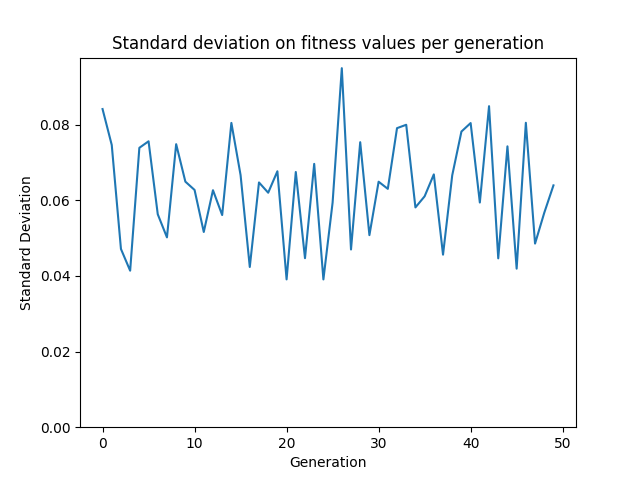 Standard deviation on fitness values per generation
0.08
0.06
0.04
0.02
0.00
Standard Deviation
0 10 20 30 40 50
Generation